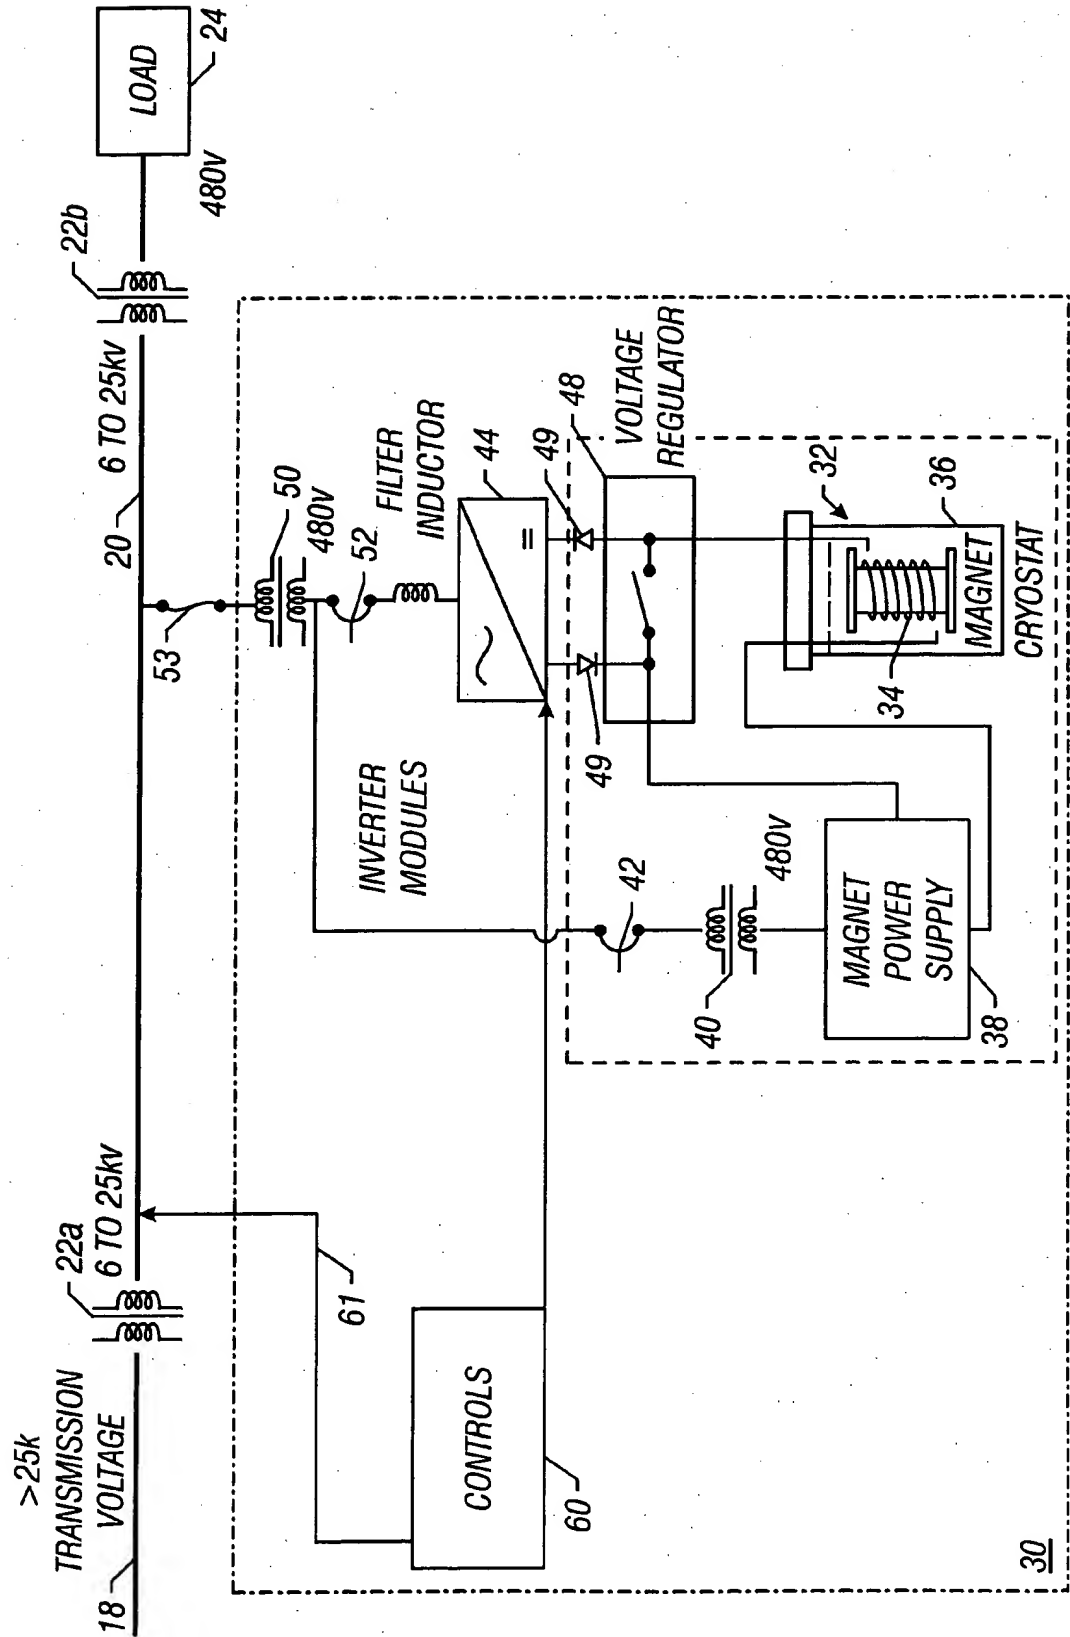 >25k
TRANSMISSION
VOLTAGE
18
22a
6 TO 25kv
20
6 TO 25kv
22b
480V
LOAD
24
53
50
480V
52
FILTER
INDUCTOR
44
~
=
INVERTER
MODULES
61
CONTROLS
60
49
49
48
VOLTAGE
REGULATOR
42
40
480V
MAGNET
POWER
SUPPLY
38
32
34
36
MAGNET
CRYOSTAT
30